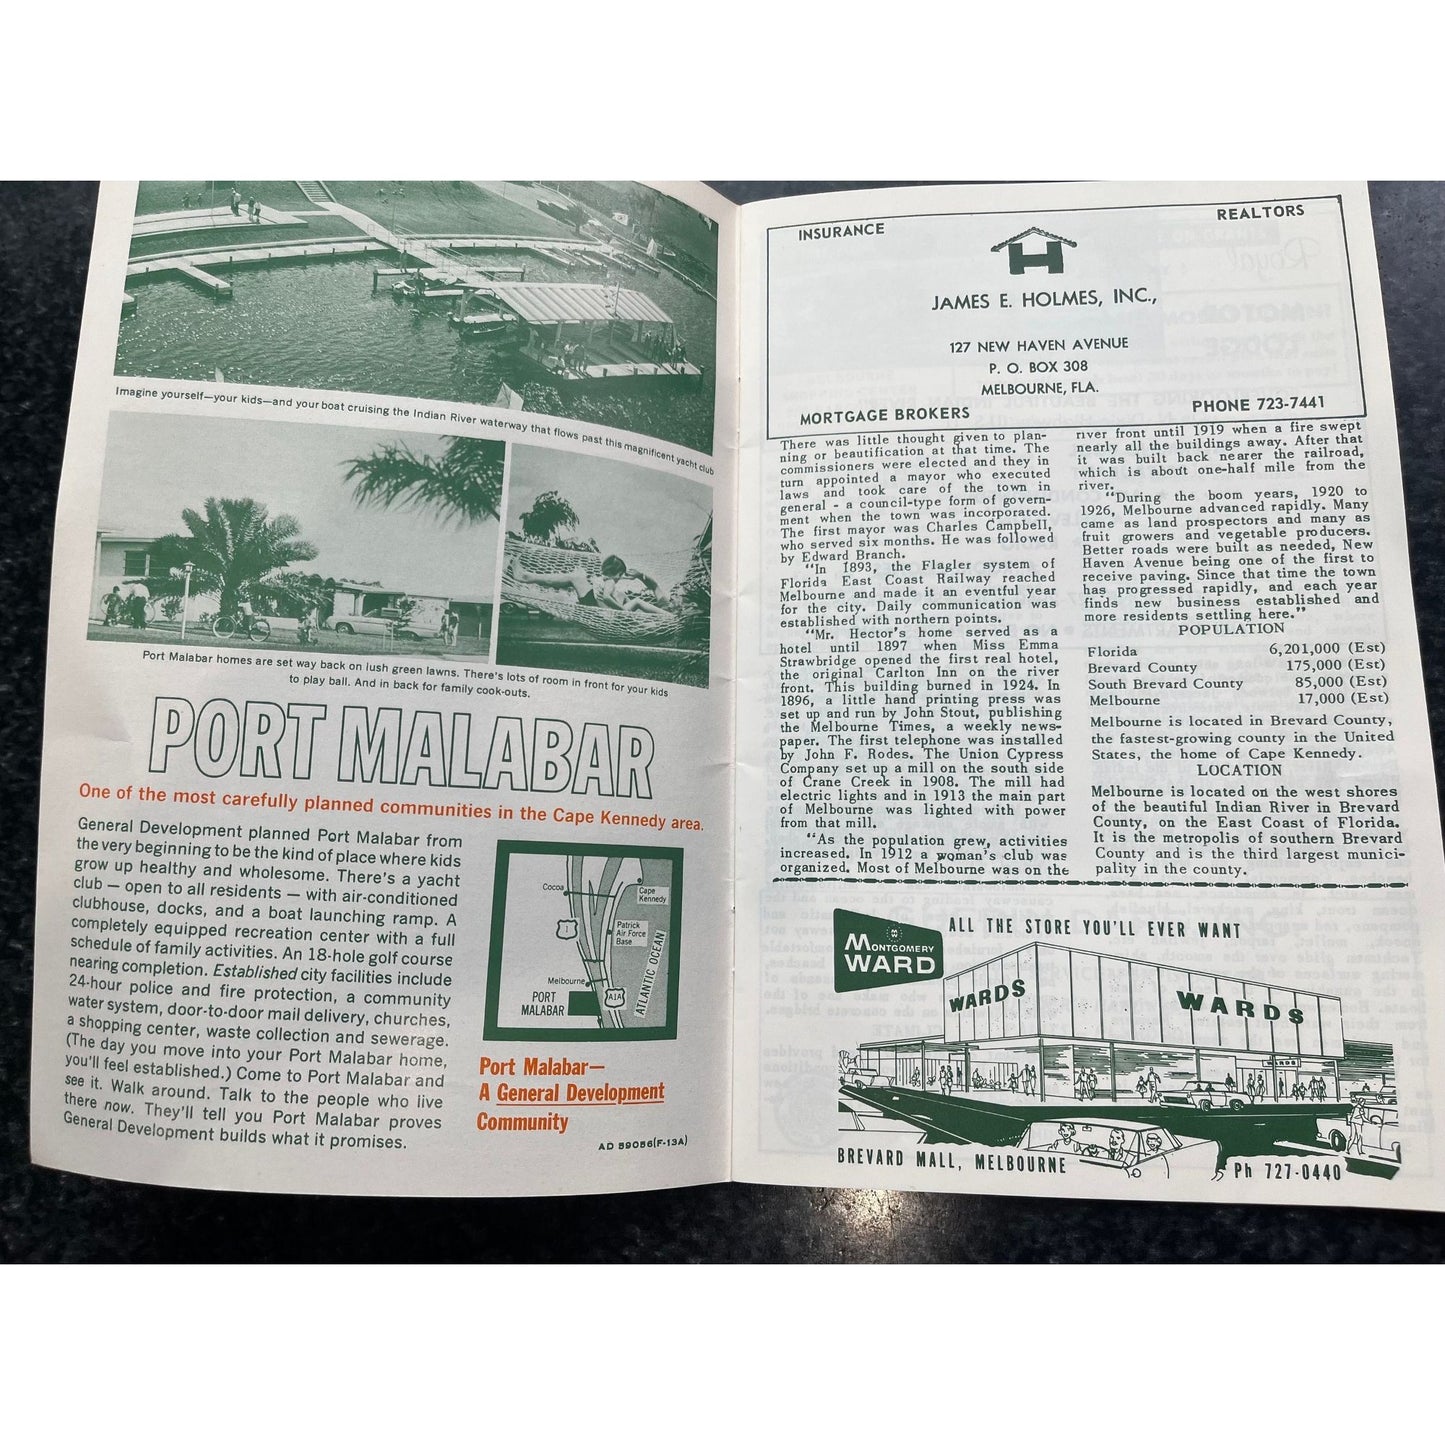 Imagine yourself—your kids—and your boat cruising the Indian River waterway that flows past this magnificent yacht club
Port Malabar homes are set way back on lush green lawns. There's lots of room in front for your kids
to play ball. And in back for family cook-outs.
PORT MALABAR
One of the most carefully planned communities in the Cape Kennedy area.
General Development planned Port Malabar from
the very beginning to be the kind of place where kids
grow up healthy and wholesome. There's a yacht
club — open to all residents — with air-conditioned
clubhouse, docks, and a boat launching ramp. A
completely equipped recreation center with a full
schedule of family activities. An 18-hole golf course
nearing completion. Established city facilities include
24-hour police and fire protection, a community
water system, door-to-door mail delivery, churches,
a shopping center, waste collection and sewerage.
(The day you move into your Port Malabar home,
you'll feel established.) Come to Port Malabar and
see it. Walk around. Talk to the people who live
there now. They'll tell you Port Malabar proves
General Development builds what it promises.
Cocoa
Cape
Kennedy
1
Patrick
Air Force
Base
Melbourne
PORT
MALABAR
A1A
ATLANTIC OCEAN
Port Malabar—
A General Development
Community
AD 59056(F-13A)
INSURANCE
REALTORS
H
JAMES E. HOLMES, INC.,
127 NEW HAVEN AVENUE
P. O. BOX 308
MELBOURNE, FLA.
MORTGAGE BROKERS
PHONE 723-7441
There was little thought given to plan-
ning or beautification at that time. The
commissioners were elected and they in
turn appointed a mayor who executed
laws and took care of the town in
general - a council-type form of govern-
ment when the town was incorporated.
The first mayor was Charles Campbell,
who served six months. He was followed
by Edward Branch.
"In 1893, the Flagler system of
Florida East Coast Railway reached
Melbourne and made it an eventful year
for the city. Daily communication was
established with northern points.
"Mr. Hector's home served as a
hotel until 1897 when Miss Emma
Strawbridge opened the first real hotel,
the original Carlton Inn on the river
front. This building burned in 1924. In
1896, a little hand printing press was
set up and run by John Stout, publishing
the Melbourne Times, a weekly news-
paper. The first telephone was installed
by John F. Rodes. The Union Cypress
Company set up a mill on the south side
of Crane Creek in 1908. The mill had
electric lights and in 1913 the main part
of Melbourne was lighted with power
from that mill.
"As the population grew, activities
increased. In 1912 a woman's club was
organized. Most of Melbourne was on the
river front until 1919 when a fire swept
nearly all the buildings away. After that
it was built back nearer the railroad,
which is about one-half mile from the
river.
"During the boom years, 1920 to
1926, Melbourne advanced rapidly. Many
came as land prospectors and many as
fruit growers and vegetable producers.
Better roads were built as needed, New
Haven Avenue being one of the first to
receive paving. Since that time the town
has progressed rapidly, and each year
finds new business established and
more residents settling here."
POPULATION
Florida 6,201,000 (Est)
Brevard County 175,000 (Est)
South Brevard County 85,000 (Est)
Melbourne 17,000 (Est)
Melbourne is located in Brevard County,
the fastest-growing county in the United
States, the home of Cape Kennedy.
LOCATION
Melbourne is located on the west shores
of the beautiful Indian River in Brevard
County, on the East Coast of Florida.
It is the metropolis of southern Brevard
County and is the third largest munici-
pality in the county.
ALL THE STORE YOU'LL EVER WANT
MONTGOMERY
WARD
WARDS
WARDS
WARDS
BREVARD MALL, MELBOURNE
Ph 727-0440